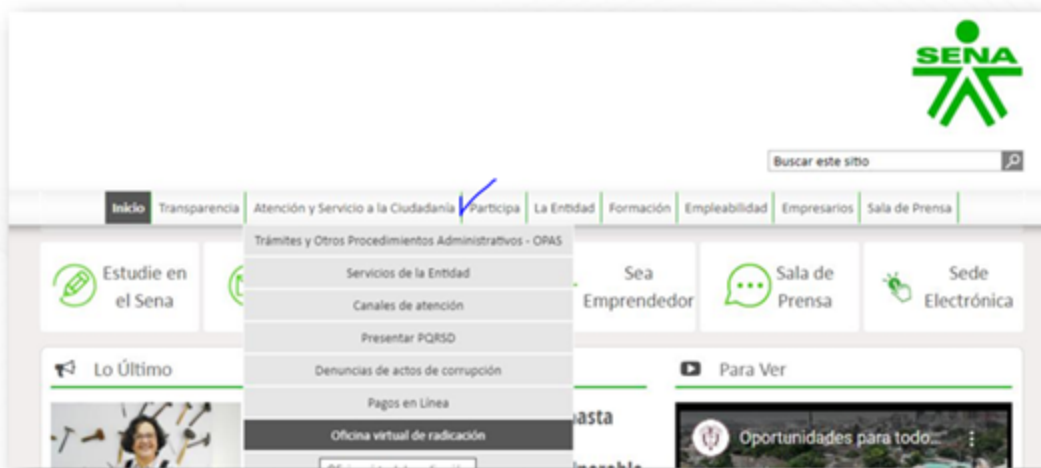 SENA
Buscar este sitio
Inicio Transparencia Atención y Servicio a la Ciudadanía Participa La Entidad Formación Empleabilidad Empresarios Sala de Prensa
Trámites y Otros Procedimientos Administrativos - OPAS
Servicios de la Entidad
Canales de atención
Presentar PQRSD
Denuncias de actos de corrupción
Pagos en Línea
Oficina virtual de radicación
Estudie en
el Sena
Sea
Emprendedor
Sala de
Prensa
Sede
Electrónica
Lo Último
Para Ver
Oportunidades para todo...